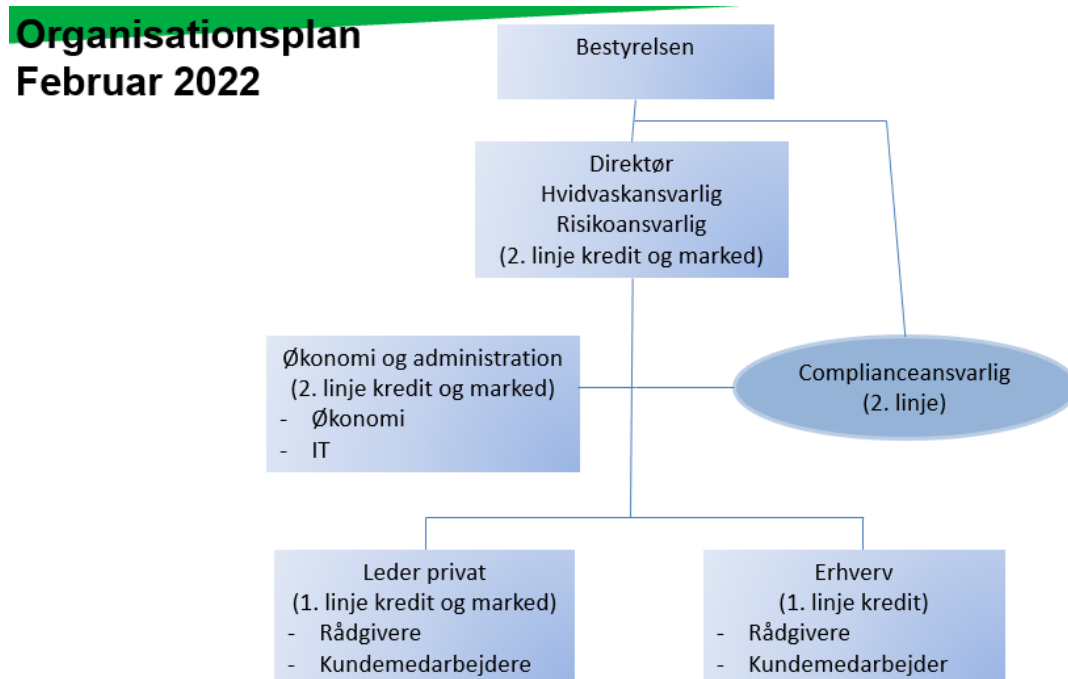 Organisationsplan
Februar 2022
Bestyrelsen
Direktør
Hvidvaskansvarlig
Risikoansvarlig
(2. linje kredit og marked)
Økonomi og administration
(2. linje kredit og marked)
- Økonomi
- IT
Complianceansvarlig
(2. linje)
Leder privat
(1. linje kredit og marked)
- Rådgivere
- Kundemedarbejdere
Erhverv
(1. linje kredit)
- Rådgivere
- Kundemedarbejder